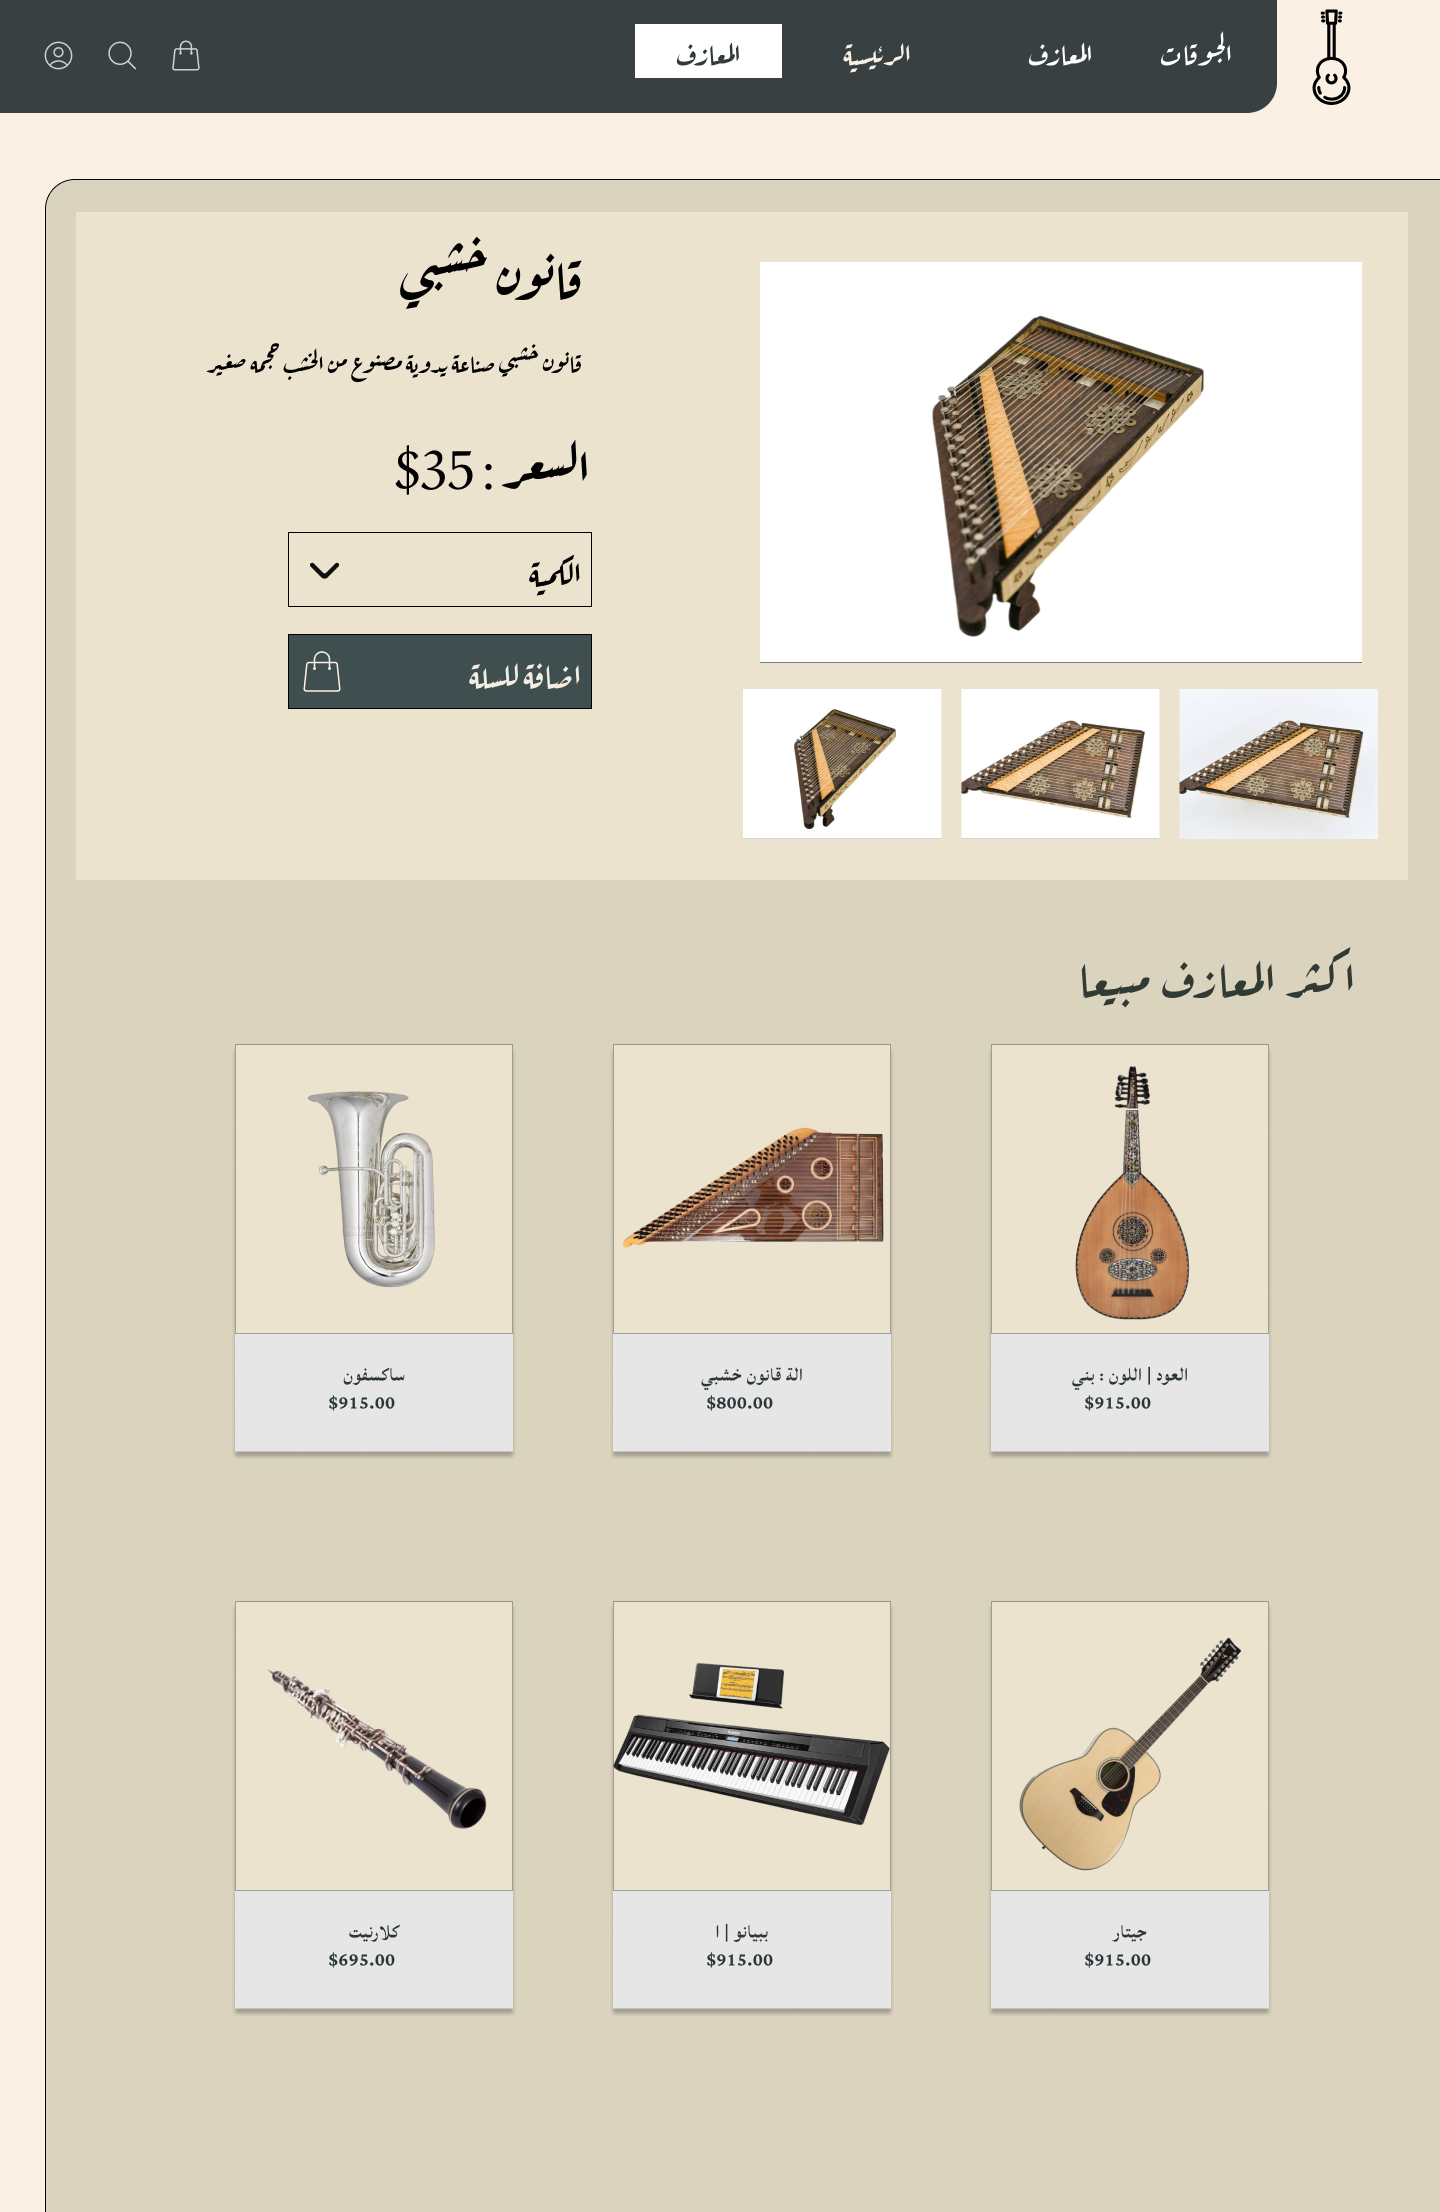 الجوقات
المعازف
الرئيسية
المعازف
قانون خشبي
قانون خشبي صناعة يدوية مصنوع من الخشب حجمه صغير
السعر : 35$
الكمية
اضافة للسلة
اكثر المعازف مبيعا
العود | اللون : بني
$915.00
الة قانون خشبي
$800.00
ساكسفون
$915.00
جيتار
$915.00
بيبانو | ا
$915.00
كلارنيت
$695.00